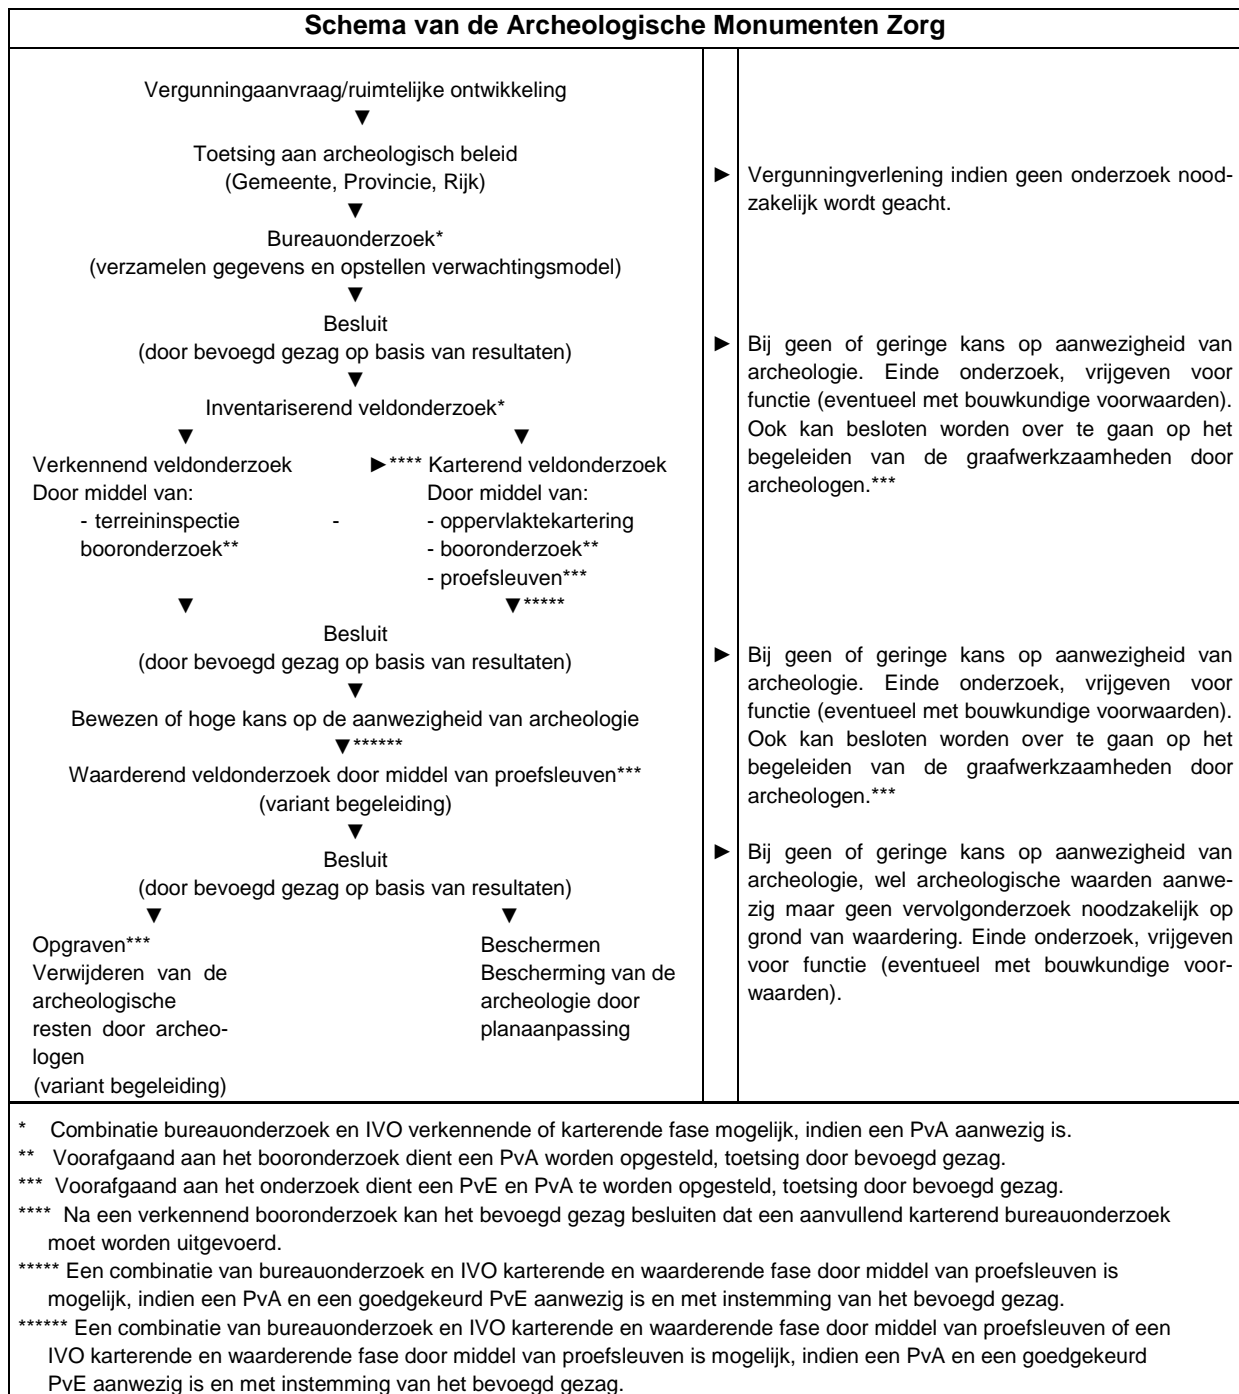 Schema van de Archeologische Monumenten Zorg
Vergunningaanvraag/ruimtelijke ontwikkeling
▼
Toetsing aan archeologisch beleid
(Gemeente, Provincie, Rijk)
▼
► Vergunningverlening indien geen onderzoek nood-
zakelijk wordt geacht.
Bureauonderzoek*
(verzamelen gegevens en opstellen verwachtingsmodel)
▼
Besluit
(door bevoegd gezag op basis van resultaten)
▼
► Bij geen of geringe kans op aanwezigheid van
archeologie. Einde onderzoek, vrijgeven voor
functie (eventueel met bouwkundige voorwaarden).
Ook kan besloten worden over te gaan op het
begeleiden van de graafwerkzaamheden door
archeologen.***
Inventariserend veldonderzoek*
▼ ▼
Verkennend veldonderzoek ►**** Karterend veldonderzoek
Door middel van: Door middel van:
- terreininspectie - - oppervlaktekartering
booronderzoek** - booronderzoek**
- proefsleuven***
▼ ▼*****
Besluit
(door bevoegd gezag op basis van resultaten)
▼
► Bij geen of geringe kans op aanwezigheid van
archeologie. Einde onderzoek, vrijgeven voor
functie (eventueel met bouwkundige voorwaarden).
Ook kan besloten worden over te gaan op het
begeleiden van de graafwerkzaamheden door
archeologen.***
Bewezen of hoge kans op de aanwezigheid van archeologie
▼******
Waarderend veldonderzoek door middel van proefsleuven***
(variant begeleiding)
▼
Besluit
(door bevoegd gezag op basis van resultaten)
▼ ▼
► Bij geen of geringe kans op aanwezigheid van
archeologie, wel archeologische waarden aanwe-
zig maar geen vervolgonderzoek noodzakelijk op
grond van waardering. Einde onderzoek, vrijgeven
voor functie (eventueel met bouwkundige voor-
waarden).
Opgraven***
Verwijderen van de
archeologische
resten door archeo-
logen
(variant begeleiding)
Beschermen
Bescherming van de
archeologie door
planaanpassing
* Combinatie bureauonderzoek en IVO verkennende of karterende fase mogelijk, indien een PvA aanwezig is.
** Voorafgaand aan het booronderzoek dient een PvA worden opgesteld, toetsing door bevoegd gezag.
*** Voorafgaand aan het onderzoek dient een PvE en PvA te worden opgesteld, toetsing door bevoegd gezag.
**** Na een verkennend booronderzoek kan het bevoegd gezag besluiten dat een aanvullend karterend bureauonderzoek
moet worden uitgevoerd.
***** Een combinatie van bureauonderzoek en IVO karterende en waarderende fase door middel van proefsleuven is
mogelijk, indien een PvA en een goedgekeurd PvE aanwezig is en met instemming van het bevoegd gezag.
****** Een combinatie van bureauonderzoek en IVO karterende en waarderende fase door middel van proefsleuven of een
IVO karterende en waarderende fase door middel van proefsleuven is mogelijk, indien een PvA en een goedgekeurd
PvE aanwezig is en met instemming van het bevoegd gezag.